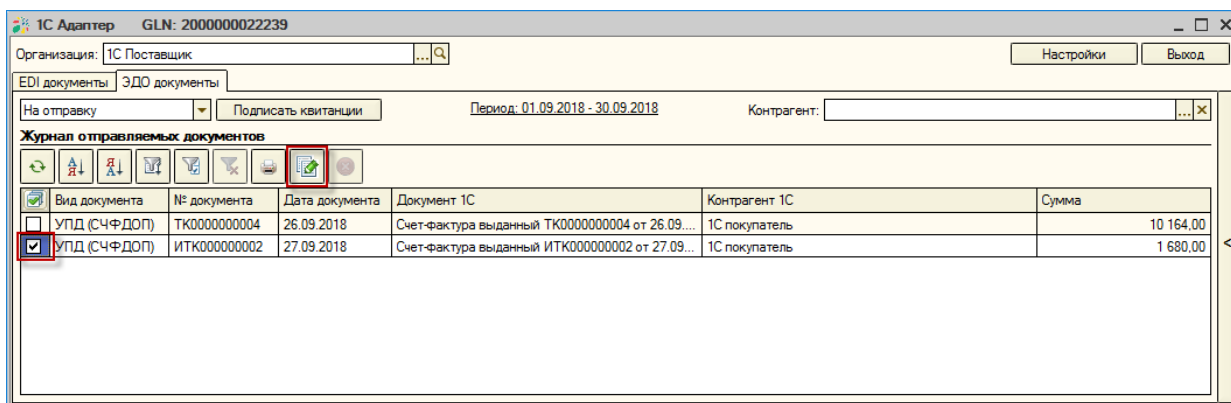 1С Адаптер GLN: 2000000022239
Организация: 1С Поставщик ... Настройки Выход
EDI документы ЭДО документы
На отправку Подписать квитанции Период: 01.09.2018 - 30.09.2018 Контрагент: ...
Журнал отправляемых документов
Вид документа № документа Дата документа Документ 1С Контрагент 1С Сумма
УПД (СЧФДОП) ТК0000000004 26.09.2018 Счет-фактура выданный ТК0000000004 от 26.09.... 1С покупатель 10 164,00
УПД (СЧФДОП) ИТК000000002 27.09.2018 Счет-фактура выданный ИТК000000002 от 27.09... 1С покупатель 1 680,00